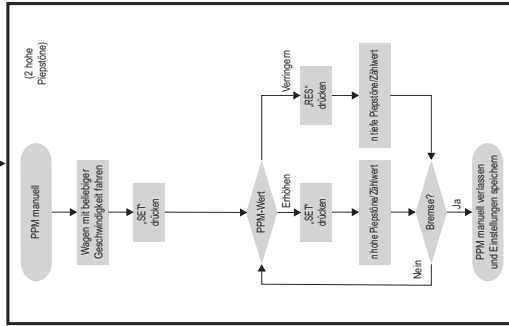 (2 hohe
Piepstöne)
PPM manuell
Wagen mit beliebiger
Geschwindigkeit fahren
„SET“
drücken
PPM-Wert
Erhöhen
Verringern
„SET“
drücken
„RES“
drücken
n hohe Piepstöne/Zählwert
n tiefe Piepstöne/Zählwert
Bremse?
Nein
Ja
PPM manuell verlassen
und Einstellungen speichern